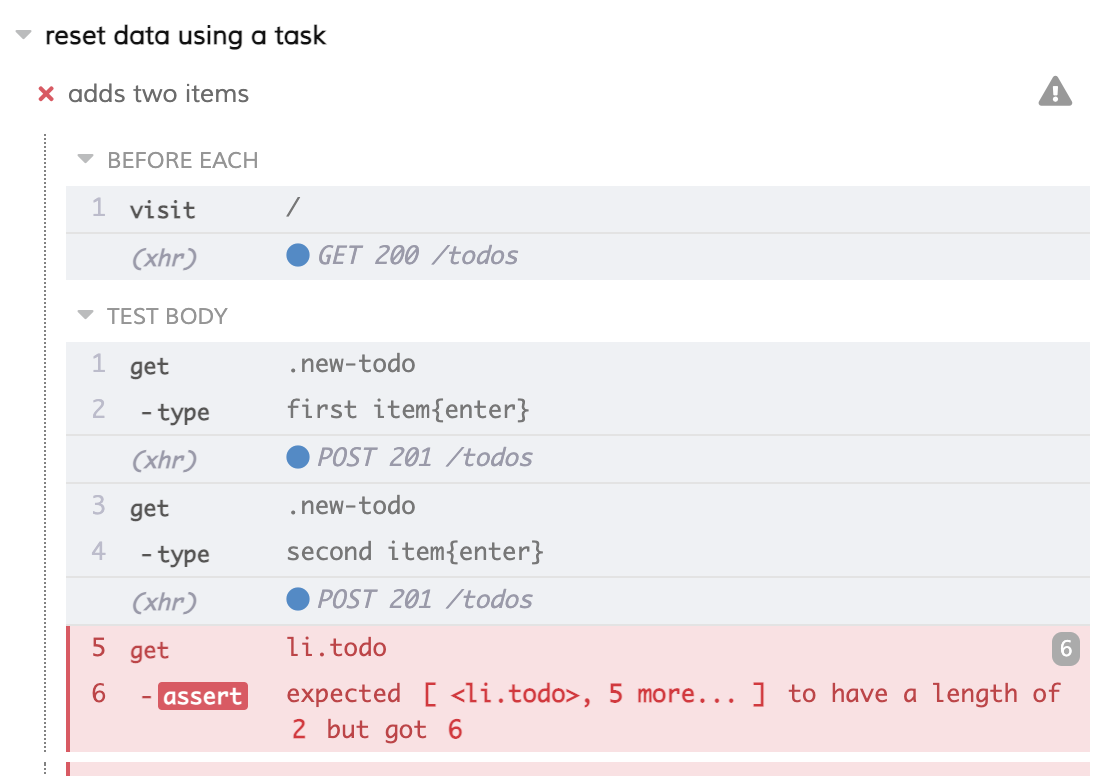 reset data using a task
× adds two items
BEFORE EACH
1 visit /
(xhr) GET 200 /todos
TEST BODY
1 get .new-todo
2 -type first item{enter}
(xhr) POST 201 /todos
3 get .new-todo
4 -type second item{enter}
(xhr) POST 201 /todos
5 get li.todo 6
6 -assert expected [ <li.todo>, 5 more... ] to have a length of
2 but got 6